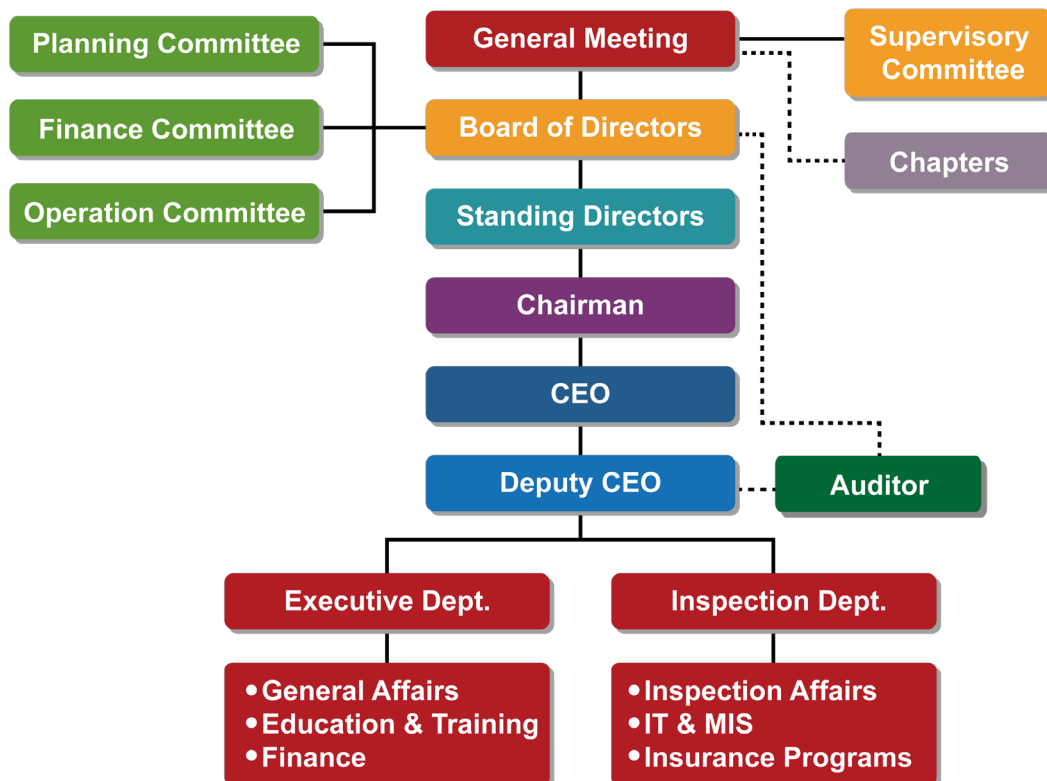 Planning Committee
General Meeting
Supervisory
Committee
Finance Committee
Board of Directors
Chapters
Operation Committee
Standing Directors
Chairman
CEO
Deputy CEO
Auditor
Executive Dept.
Inspection Dept.
•General Affairs
•Education & Training
•Finance
•Inspection Affairs
•IT & MIS
•Insurance Programs